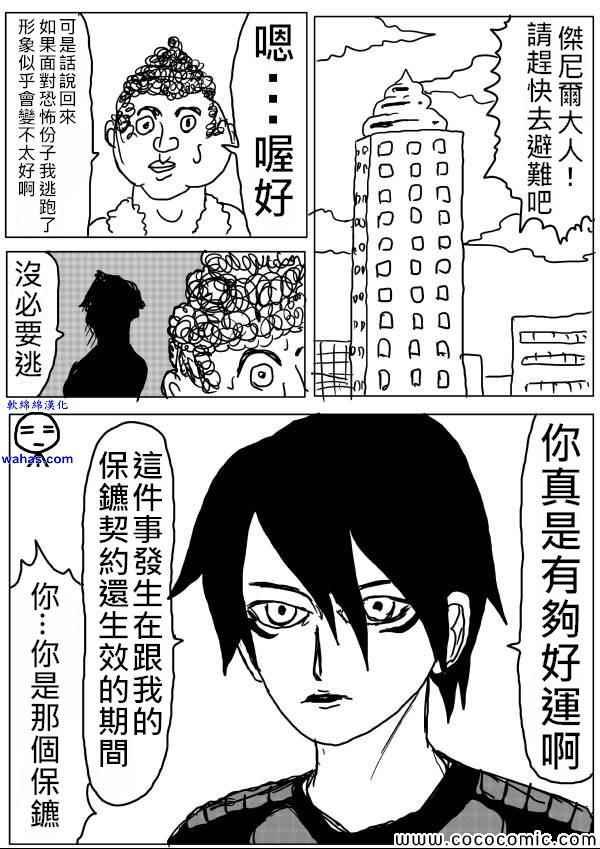 傑尼爾大人！
請趕快去避難吧
嗯…喔好
可是話說回來
如果面對恐怖份子我逃跑了
形象似乎會變不太好啊
沒必要逃
軟綿綿漢化
wahas.com
你真是有夠好運啊
這件事發生在跟我的
保鑣契約還生效的期間
你…你是那個保鑣
www.cococomic.com